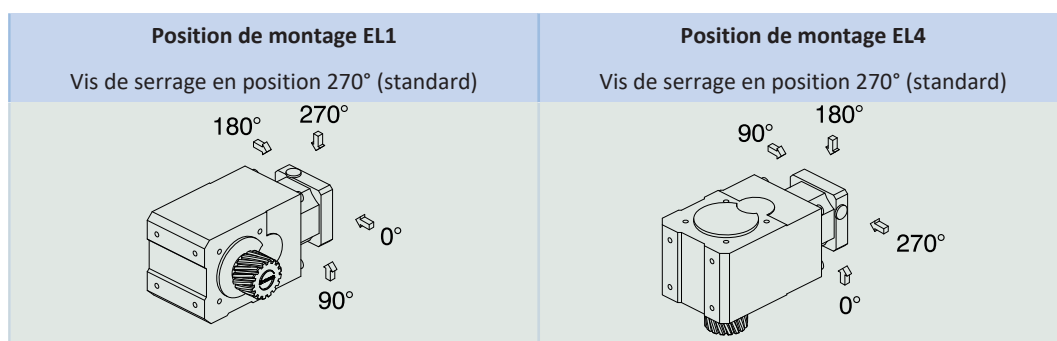 Position de montage EL1
Vis de serrage en position 270° (standard)
180°
270°
0°
90°
Position de montage EL4
Vis de serrage en position 270° (standard)
90°
180°
270°
0°